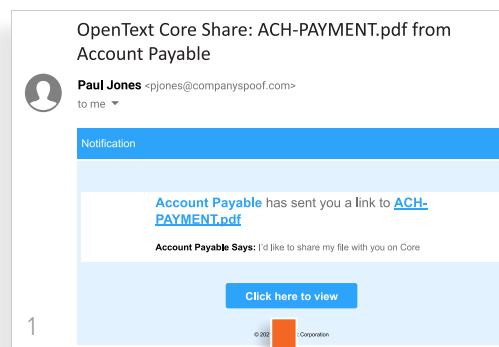 OpenText Core Share: ACH-PAYMENT.pdf from
Account Payable
Paul Jones <pjones@companyspoof.com>
to me
Notification
Account Payable has sent you a link to ACH-
PAYMENT.pdf
Account Payable Says: I'd like to share my file with you on Core
Click here to view
1
© Corporation